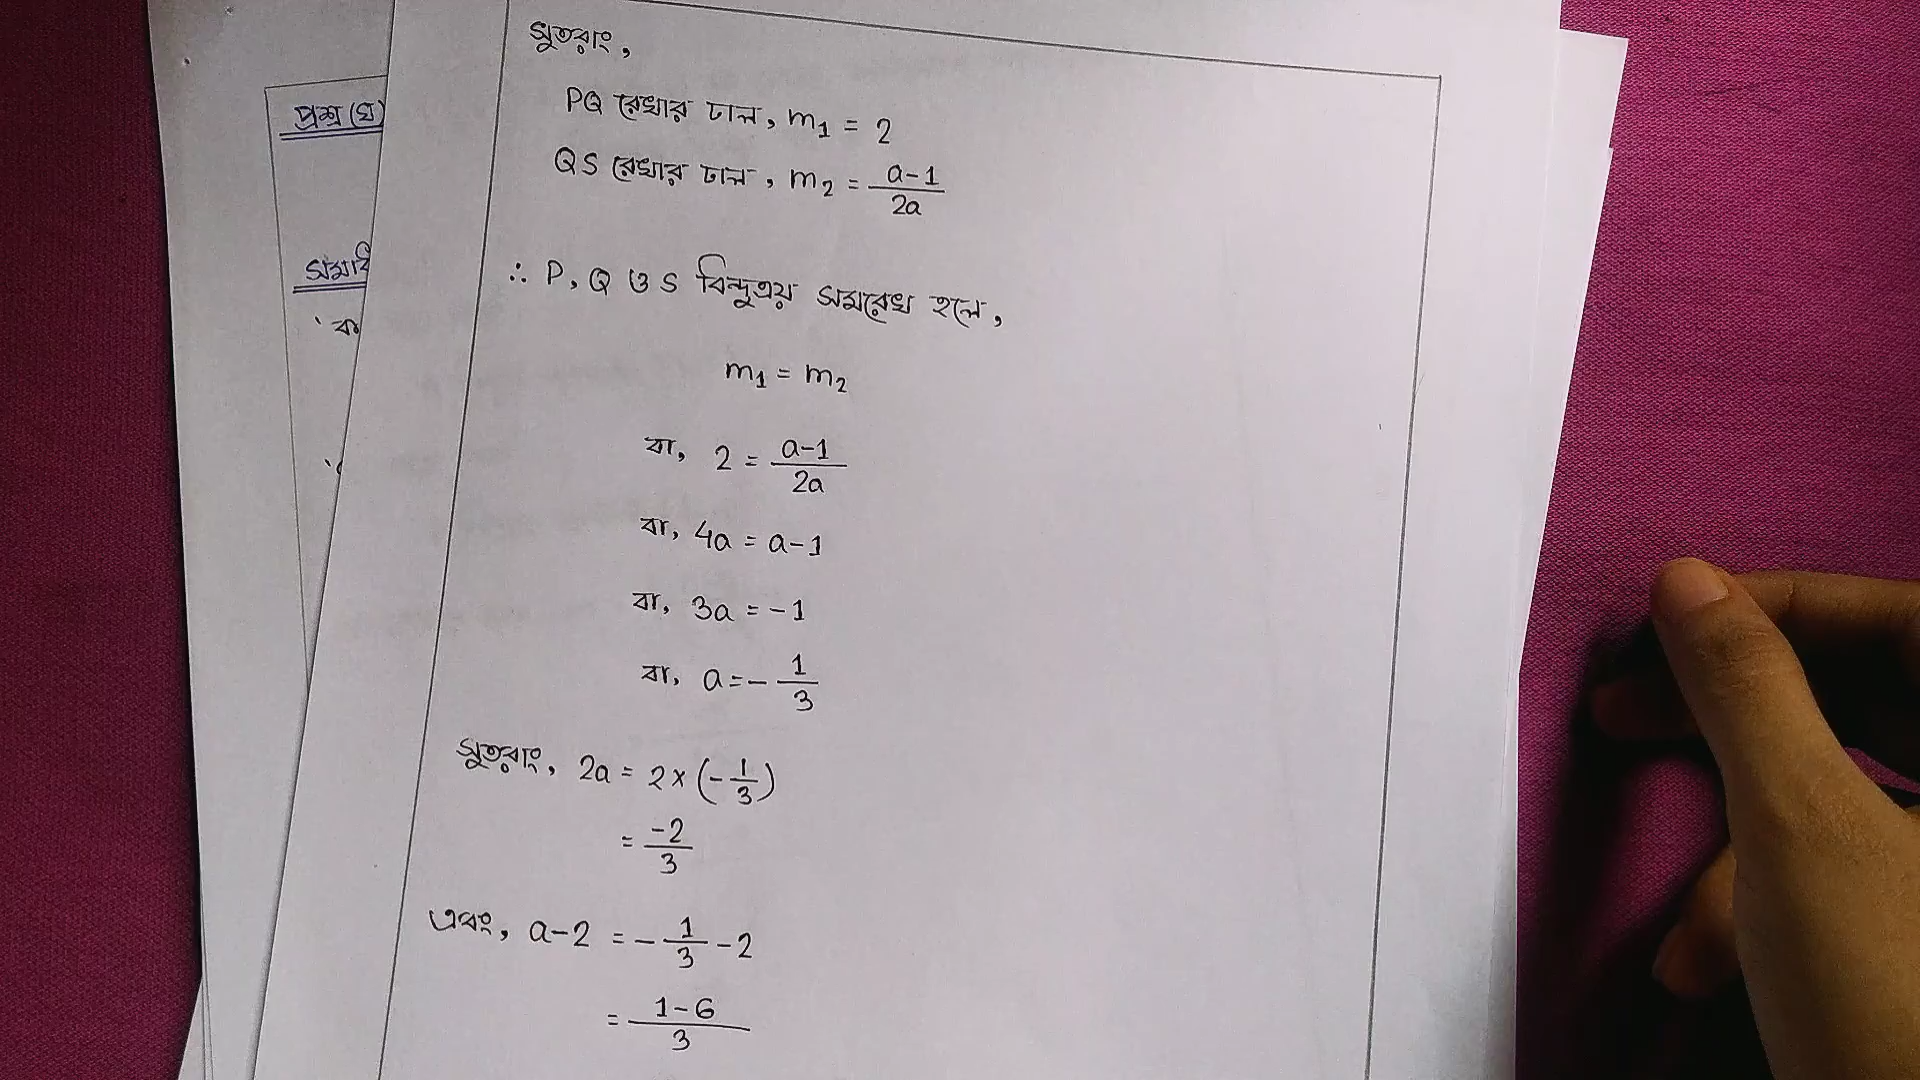 প্রশ্ন (ঘ)
সুতরাং,
PQ রেখার ঢাল, m₁ = 2
QS রেখার ঢাল, m₂ = (a-1)/2a
∴ P, Q ও S বিন্দুত্রয় সমরেখ হলে,
m₁ = m₂
বা, 2 = (a-1)/2a
বা, 4a = a-1
বা, 3a = -1
বা, a = - 1/3
সুতরাং, 2a = 2 × (- 1/3)
= -2/3
এবং, a-2 = - 1/3 - 2
= (1-6)/3